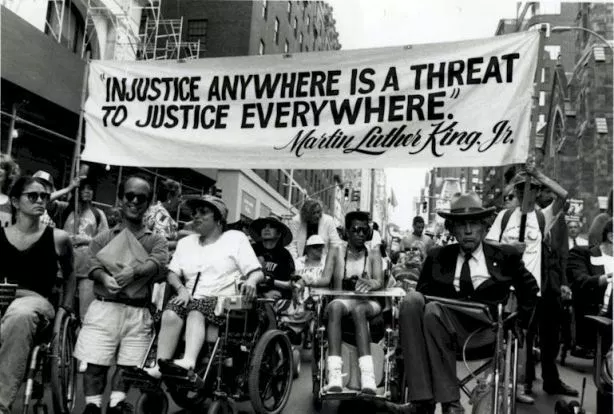 "INJUSTICE ANYWHERE IS A THREAT
TO JUSTICE EVERYWHERE,"
Martin Luther King, Jr.